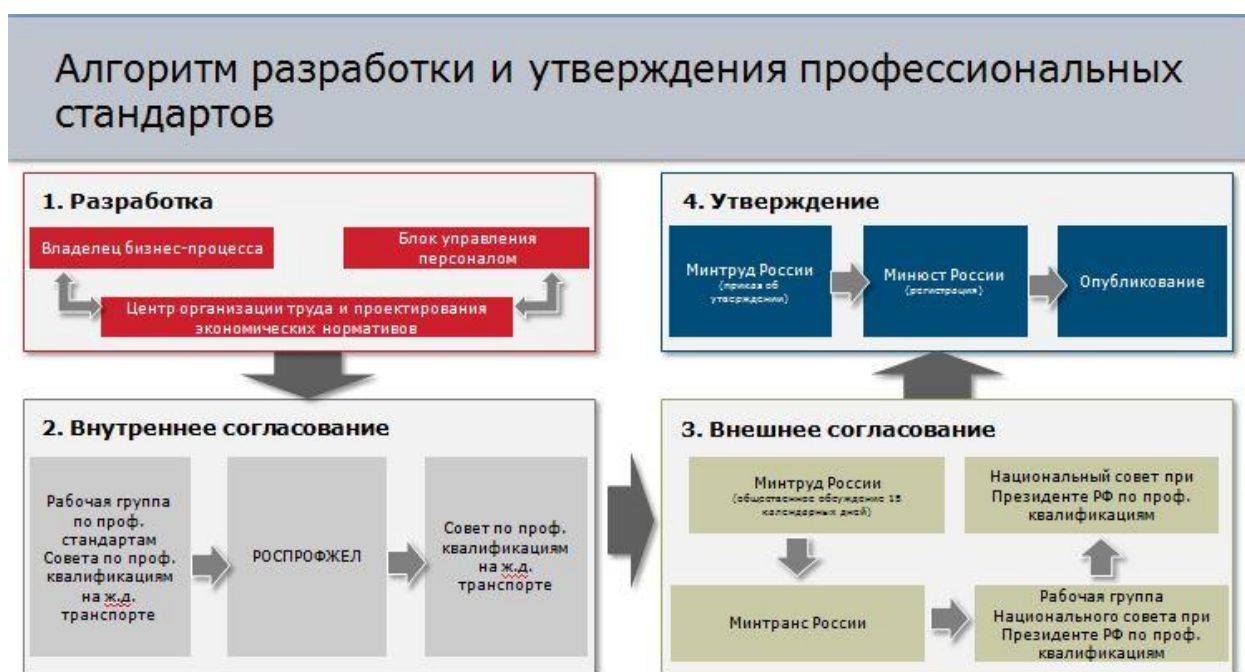 Алгоритм разработки и утверждения профессиональных
стандартов
1. Разработка
Владелец бизнес-процесса
Блок управления
персоналом
Центр организации труда и проектирования
экономических нормативов
2. Внутреннее согласование
Рабочая группа
по проф.
стандартам
Совета по проф.
квалификациям
на ж.д.
транспорте
РОСПРОФЖЕЛ
Совет по проф.
квалификациям
на ж.д.
транспорте
3. Внешнее согласование
Минтруд России
(общественное обсуждение 15
календарных дней)
Минтранс России
Рабочая группа
Национального совета при
Президенте РФ по проф.
квалификациям
Национальный совет при
Президенте РФ по проф.
квалификациям
4. Утверждение
Минтруд России
(приказ об
утверждении)
Минюст России
(регистрация)
Опубликование